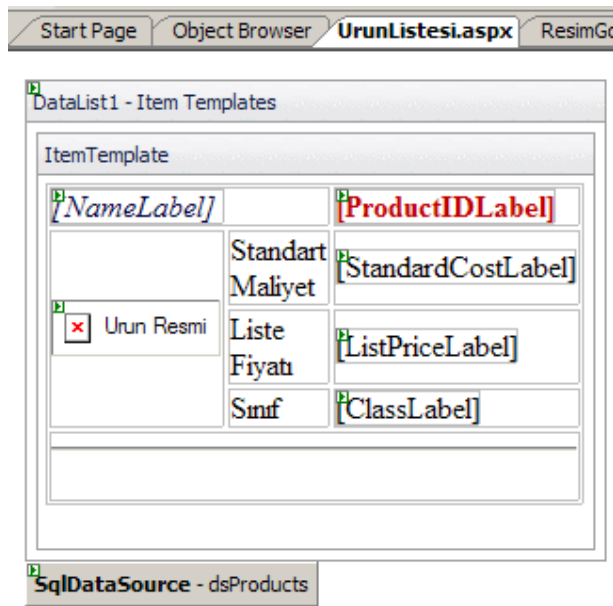 Start Page Object Browser UrunListesi.aspx ResimGo
DataList1 - Item Templates
ItemTemplate
[NameLabel] [ProductIDLabel]
Standart Maliyet [StandardCostLabel]
Urun Resmi
Liste Fiyatı [ListPriceLabel]
Sınıf [ClassLabel]
SqlDataSource - dsProducts